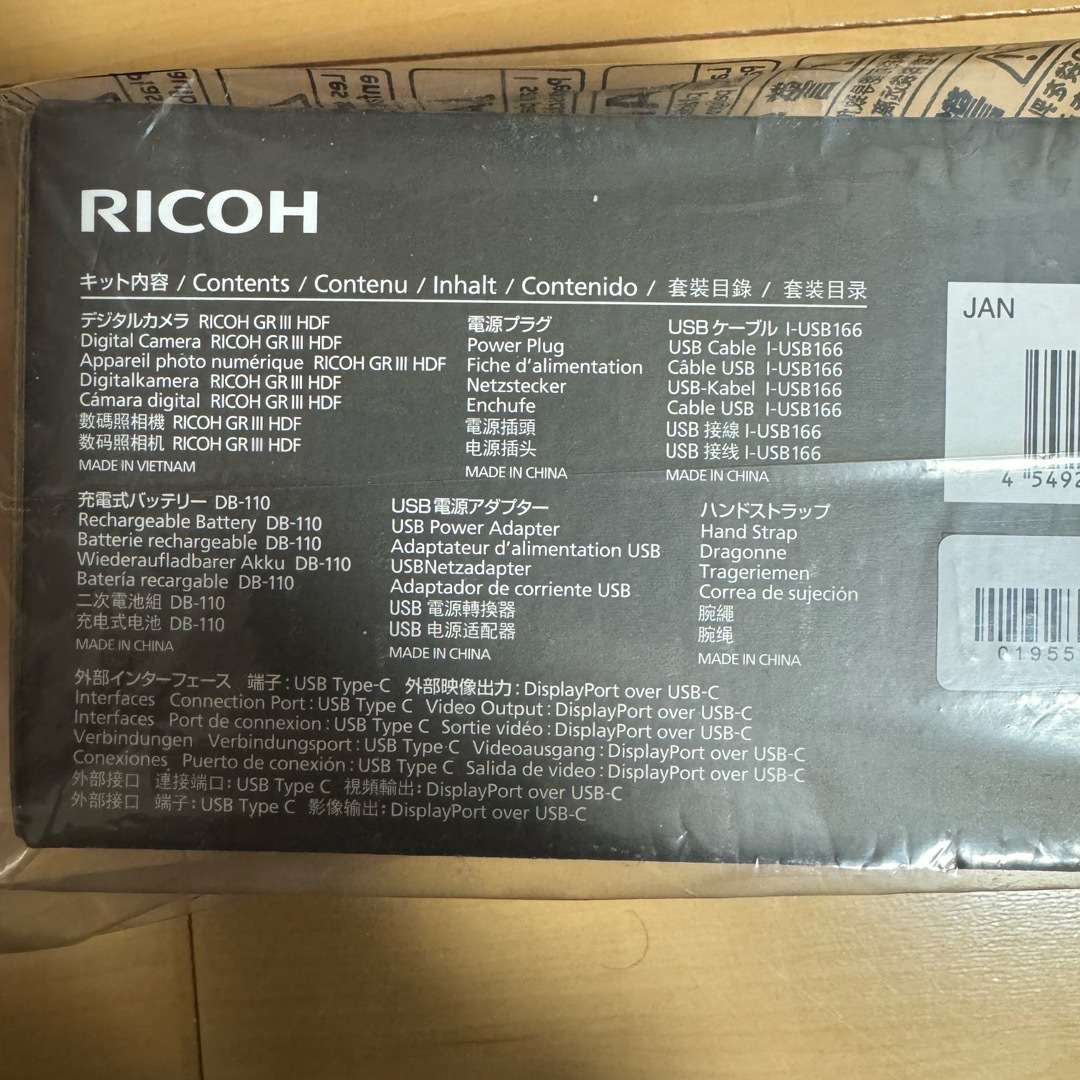 RICOH
キット内容 / Contents / Contenu / Inhalt / Contenido / 套裝目錄 / 套装目录
デジタルカメラ RICOH GR III HDF
Digital Camera RICOH GR III HDF
Appareil photo numérique RICOH GR III HDF
Digitalkamera RICOH GR III HDF
Cámara digital RICOH GR III HDF
數碼照相機 RICOH GR III HDF
数码照相机 RICOH GR III HDF
MADE IN VIETNAM
電源プラグ
Power Plug
Fiche d'alimentation
Netzstecker
Enchufe
電源插頭
电源插头
MADE IN CHINA
USBケーブル I-USB166
USB Cable I-USB166
Câble USB I-USB166
USB-Kabel I-USB166
Cable USB I-USB166
USB 接線 I-USB166
USB 接线 I-USB166
MADE IN CHINA
充電式バッテリー DB-110
Rechargeable Battery DB-110
Batterie rechargeable DB-110
Wiederaufladbarer Akku DB-110
Batería recargable DB-110
二次電池組 DB-110
充电式电池 DB-110
MADE IN CHINA
USB電源アダプター
USB Power Adapter
Adaptateur d'alimentation USB
USBNetzadapter
Adaptador de corriente USB
USB 電源轉換器
USB 电源适配器
MADE IN CHINA
ハンドストラップ
Hand Strap
Dragonne
Trageriemen
Correa de sujeción
腕繩
腕绳
MADE IN CHINA
外部インターフェース 端子：USB Type-C 外部映像出力：DisplayPort over USB-C
Interfaces Connection Port : USB Type C Video Output : DisplayPort over USB-C
Interfaces Port de connexion : USB Type C Sortie vidéo : DisplayPort over USB-C
Verbindungen Verbindungsport : USB Type-C Videoausgang : DisplayPort over USB-C
Conexiones Puerto de conexión : USB Type C Salida de video : DisplayPort over USB-C
外部接口 連接端口：USB Type C 視頻輸出：DisplayPort over USB-C
外部接口 端子：USB Type C 影像输出：DisplayPort over USB-C
JAN
4 5492
01955